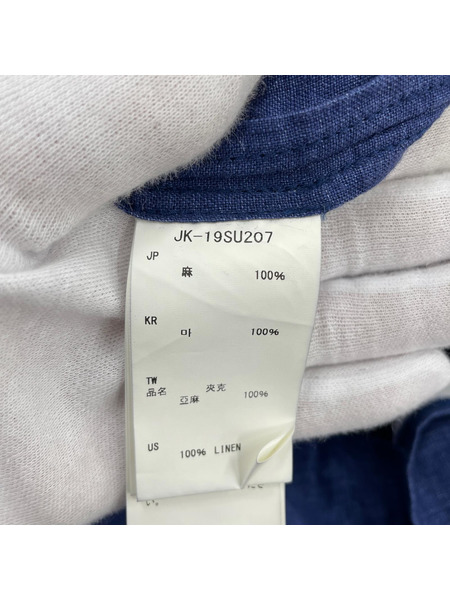 JK-19SU207
JP
麻 100%
KR
마 100%
TW
品名 夾克
亞麻 100%
US 100% LINEN